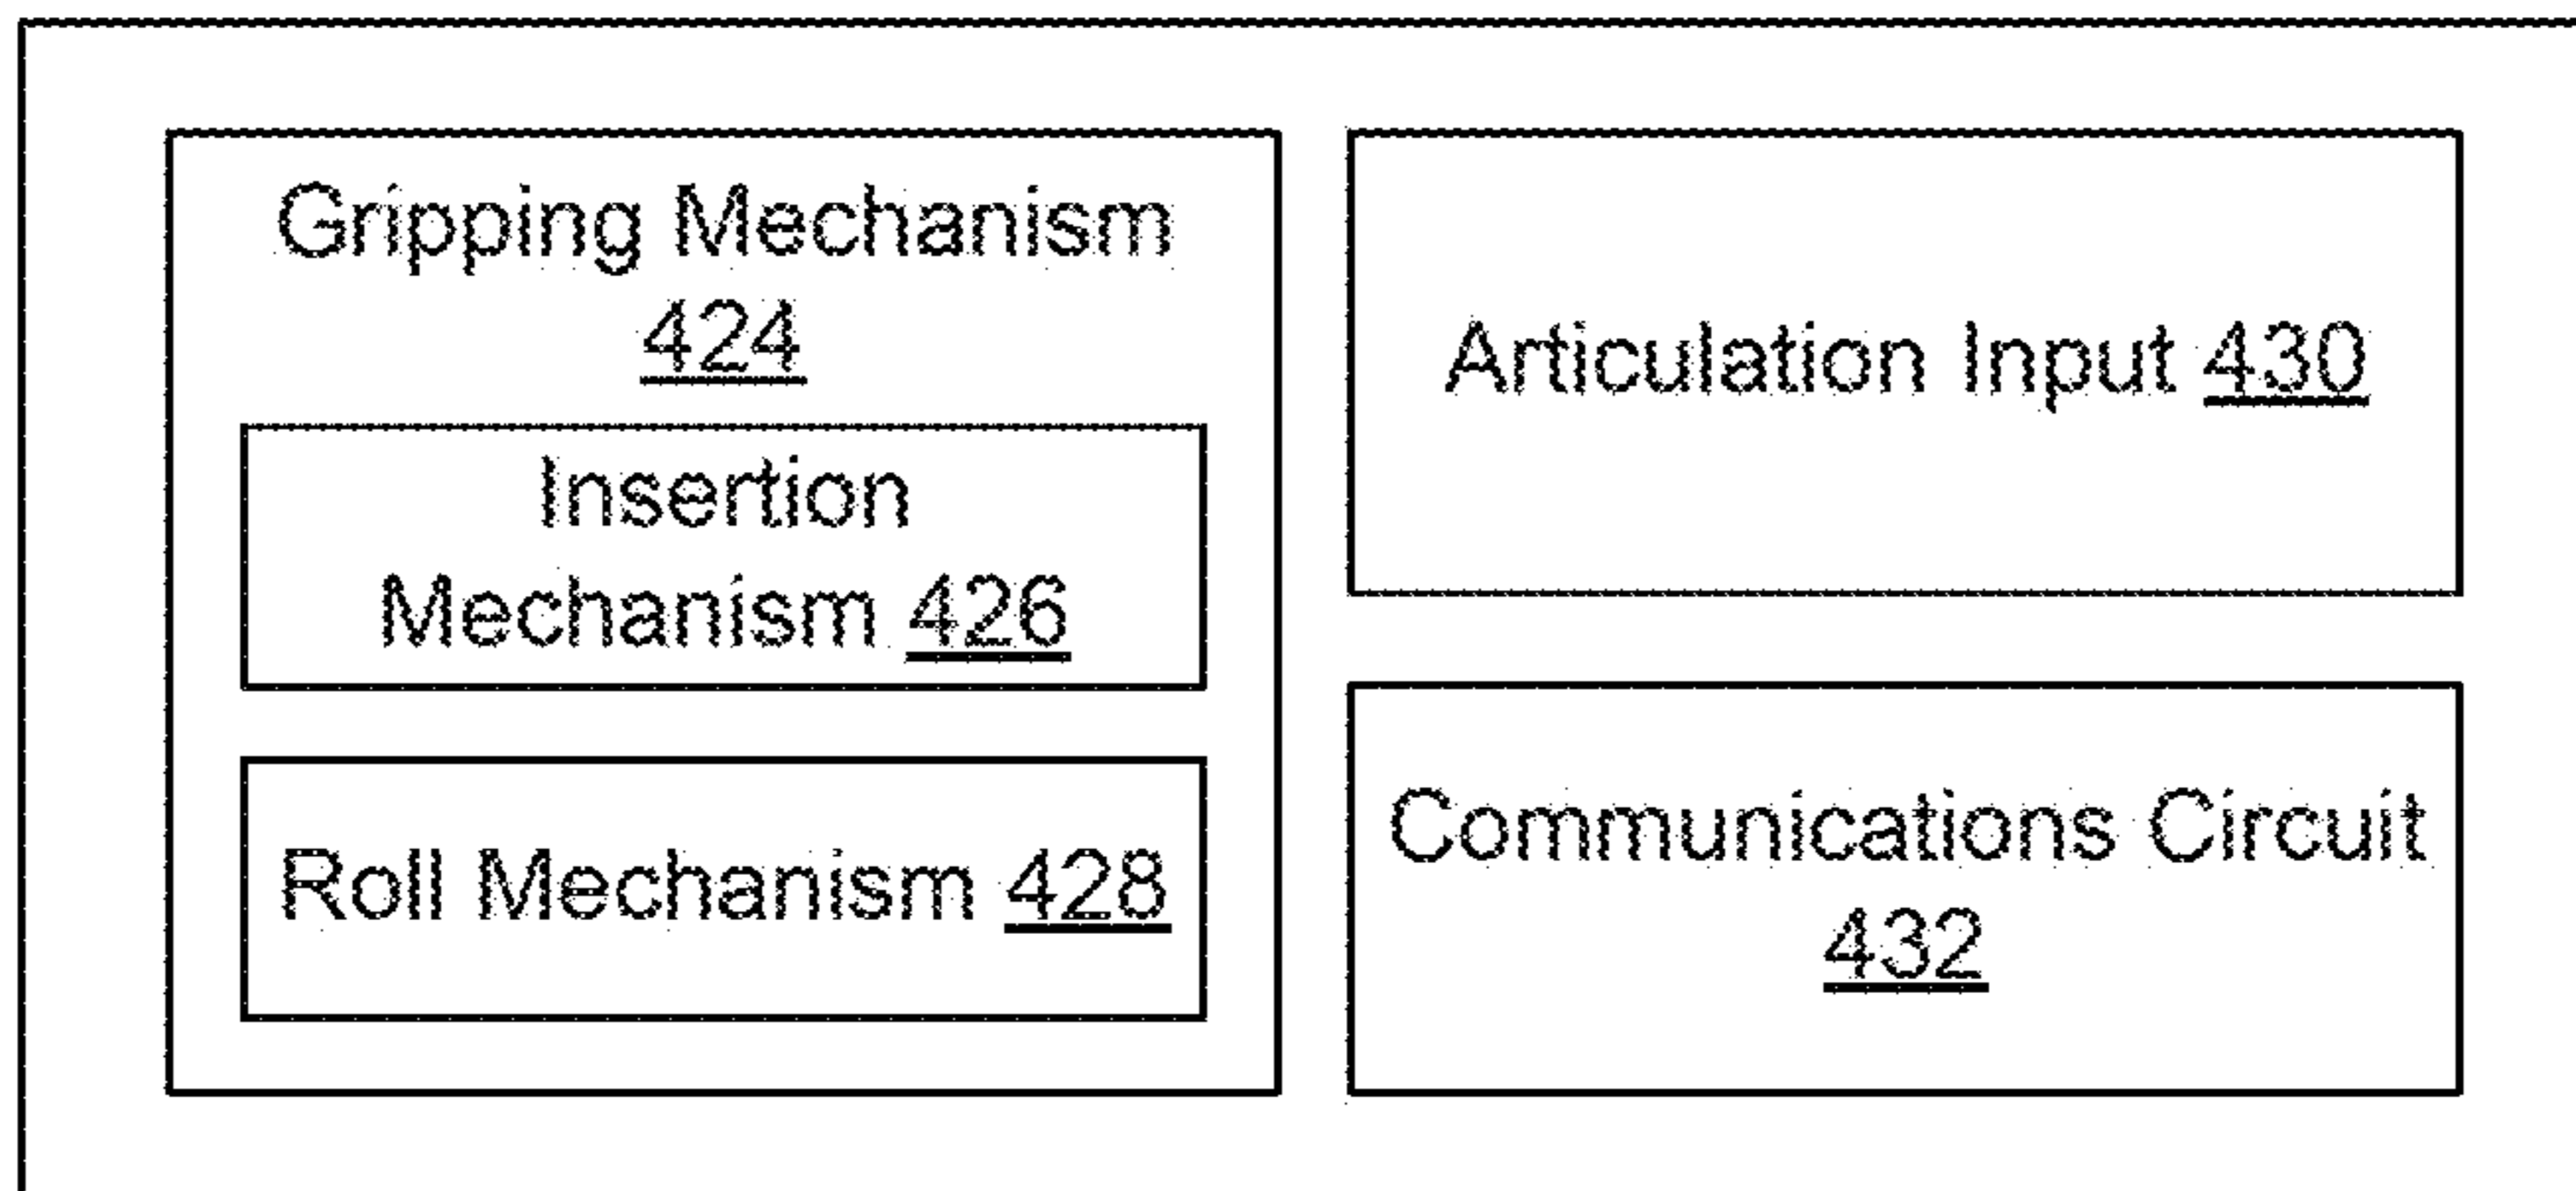 Gripping Mechanism
424
Insertion
Mechanism 426
Roll Mechanism 428
Articulation Input 430
Communications Circuit
432